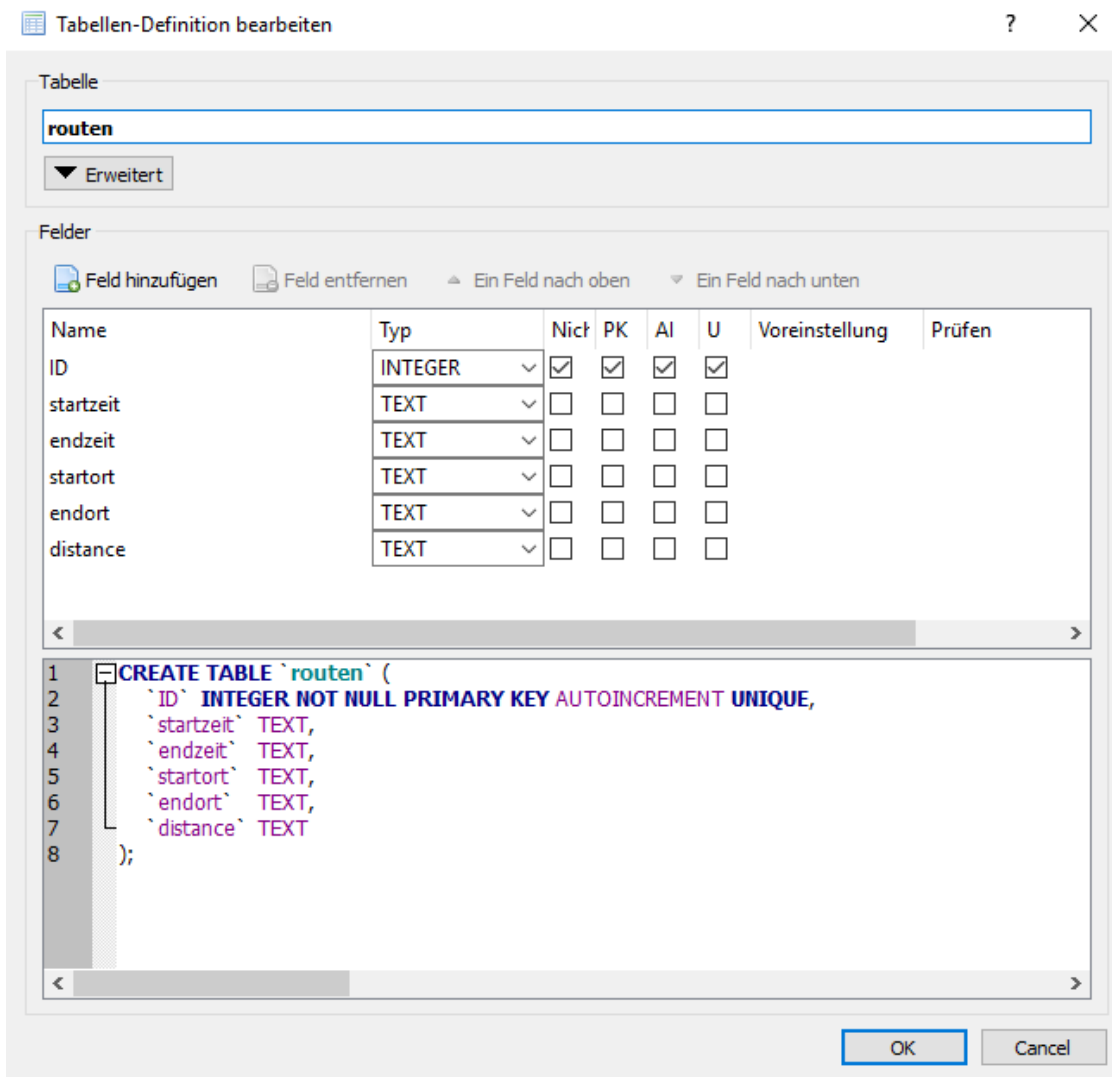 Tabellen-Definition bearbeiten ?
Tabelle
routen
Erweitert
Felder
Feld hinzufügen Feld entfernen Ein Feld nach oben Ein Feld nach unten
Name Typ Nich PK AI U Voreinstellung Prüfen
ID INTEGER
startzeit TEXT
endzeit TEXT
startort TEXT
endort TEXT
distance TEXT
1 CREATE TABLE `routen` (
2 `ID` INTEGER NOT NULL PRIMARY KEY AUTOINCREMENT UNIQUE,
3 `startzeit` TEXT,
4 `endzeit` TEXT,
5 `startort` TEXT,
6 `endort` TEXT,
7 `distance` TEXT
8 );
OK Cancel